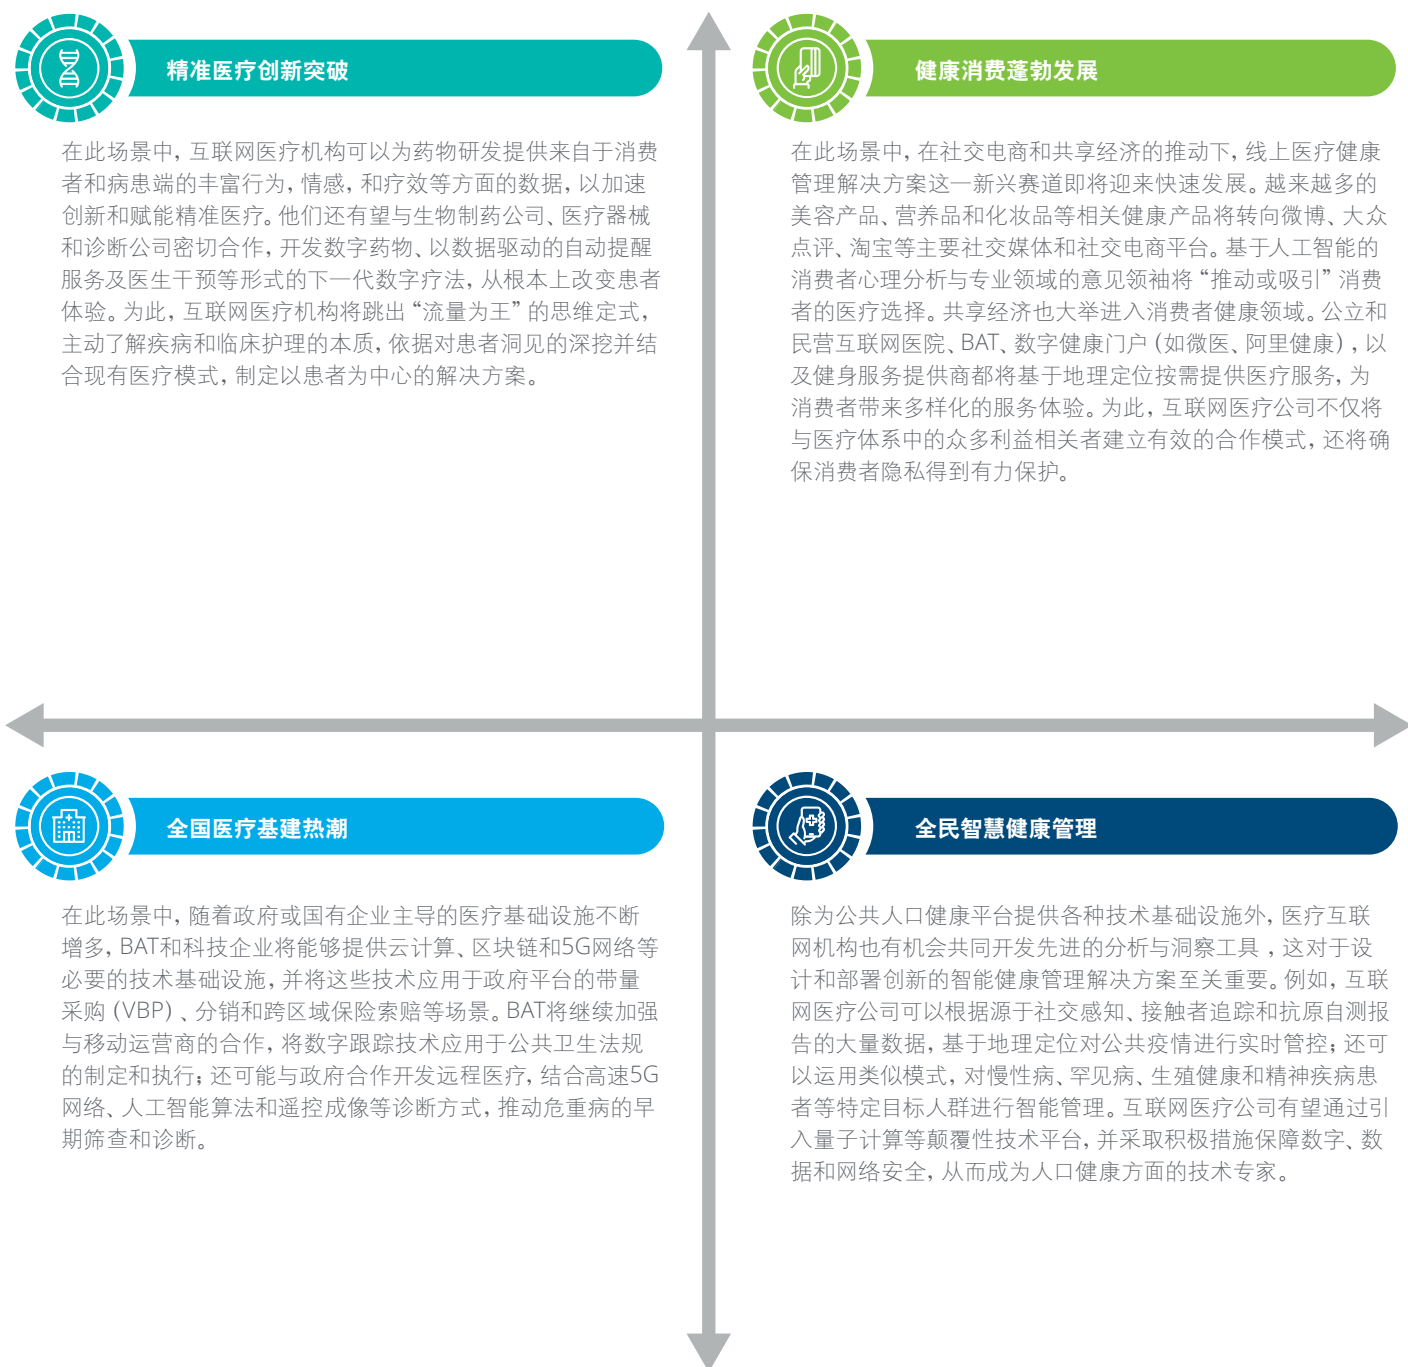 精准医疗创新突破
在此场景中，互联网医疗机构可以为药物研发提供来自于消费
者和病患端的丰富行为，情感，和疗效等方面的数据，以加速
创新和赋能精准医疗。他们还有望与生物制药公司、医疗器械
和诊断公司密切合作，开发数字药物、以数据驱动的自动提醒
服务及医生干预等形式的下一代数字疗法，从根本上改变患者
体验。为此，互联网医疗机构将跳出“流量为王”的思维定式，
主动了解疾病和临床护理的本质，依据对患者洞见的深挖并结
合现有医疗模式，制定以患者为中心的解决方案。
健康消费蓬勃发展
在此场景中，在社交电商和共享经济的推动下，线上医疗健康
管理解决方案这一新兴赛道即将迎来快速发展。越来越多的
美容产品、营养品和化妆品等相关健康产品将转向微博、大众
点评、淘宝等主要社交媒体和社交电商平台。基于人工智能的
消费者心理分析与专业领域的意见领袖将“推动或吸引”消费
者的医疗选择。共享经济也大举进入消费者健康领域。公立和
民营互联网医院、BAT、数字健康门户（如微医、阿里健康），以
及健身服务提供商都将基于地理定位按需提供医疗服务，为
消费者带来多样化的服务体验。为此，互联网医疗公司不仅将
与医疗体系中的众多利益相关者建立有效的合作模式，还将确
保消费者隐私得到有力保护。
全国医疗基建热潮
在此场景中，随着政府或国有企业主导的医疗基础设施不断
增多，BAT和科技企业将能够提供云计算、区块链和5G网络等
必要的技术基础设施，并将这些技术应用于政府平台的带量
采购（VBP）、分销和跨区域保险索赔等场景。BAT将继续加强
与移动运营商的合作，将数字跟踪技术应用于公共卫生法规
的制定和执行；还可能与政府合作开发远程医疗，结合高速5G
网络、人工智能算法和遥控成像等诊断方式，推动危重病的早
期筛查和诊断。
全民智慧健康管理
除为公共人口健康平台提供各种技术基础设施外，医疗互联
网机构也有机会共同开发先进的分析与洞察工具，这对于设
计和部署创新的智能健康管理解决方案至关重要。例如，互联
网医疗公司可以根据源于社交感知、接触者追踪和抗原自测报
告的大量数据，基于地理定位对公共疫情进行实时管控；还可
以运用类似模式，对慢性病、罕见病、生殖健康和精神疾病患
者等特定目标人群进行智能管理。互联网医疗公司有望通过引
入量子计算等颠覆性技术平台，并采取积极措施保障数字、数
据和网络安全，从而成为人口健康方面的技术专家。